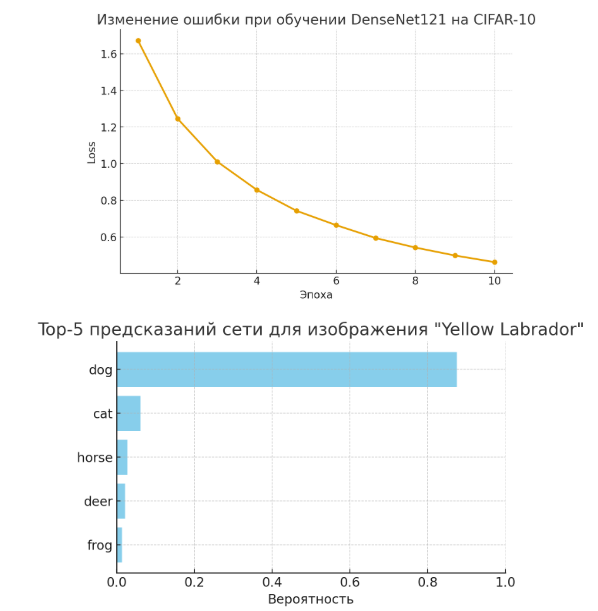 Изменение ошибки при обучении DenseNet121 на CIFAR-10
1.6
1.4
1.2
1.0
0.8
0.6
Loss
2 4 6 8 10
Эпоха
Top-5 предсказаний сети для изображения "Yellow Labrador"
dog
cat
horse
deer
frog
0.0 0.2 0.4 0.6 0.8 1.0
Вероятность